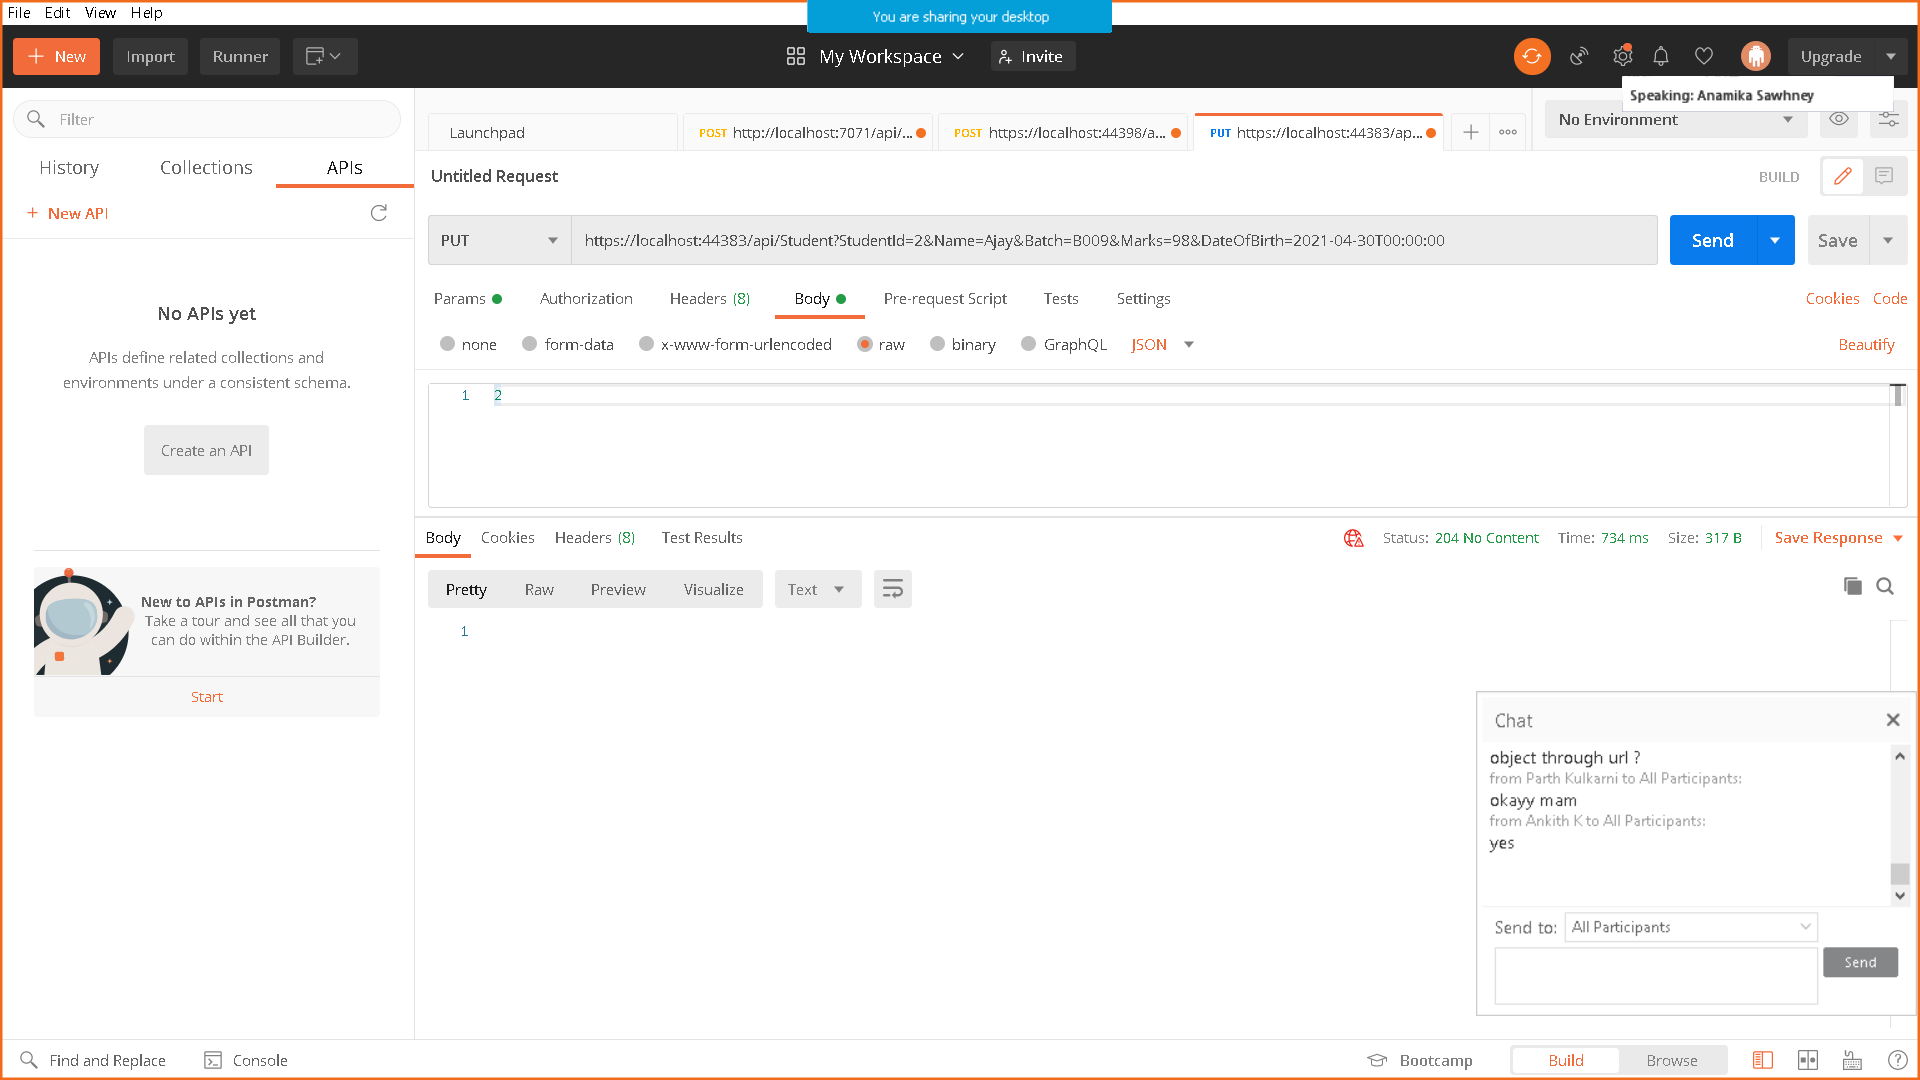 File Edit View Help
You are sharing your desktop
New Import Runner
My Workspace Invite
Upgrade
Speaking: Anamika Sawhney
Filter
Launchpad
POST http://localhost:7071/api/...
POST https://localhost:44398/a...
PUT https://localhost:44383/ap...
No Environment
History Collections APIs
Untitled Request
BUILD
+ New API
PUT https://localhost:44383/api/Student?StudentId=2&Name=Ajay&Batch=B009&Marks=98&DateOfBirth=2021-04-30T00:00:00
Send Save
Params Authorization Headers (8) Body Pre-request Script Tests Settings
Cookies Code
No APIs yet
APIs define related collections and
environments under a consistent schema.
Create an API
none form-data x-www-form-urlencoded raw binary GraphQL JSON
Beautify
1 2
Body Cookies Headers (8) Test Results
Status: 204 No Content Time: 734 ms Size: 317 B Save Response
Pretty Raw Preview Visualize Text
1
New to APIs in Postman?
Take a tour and see all that you
can do within the API Builder.
Start
Chat
object through url ?
from Parth Kulkarni to All Participants:
okayy mam
from Ankith K to All Participants:
yes
Send to: All Participants
Send
Find and Replace Console
Bootcamp Build Browse